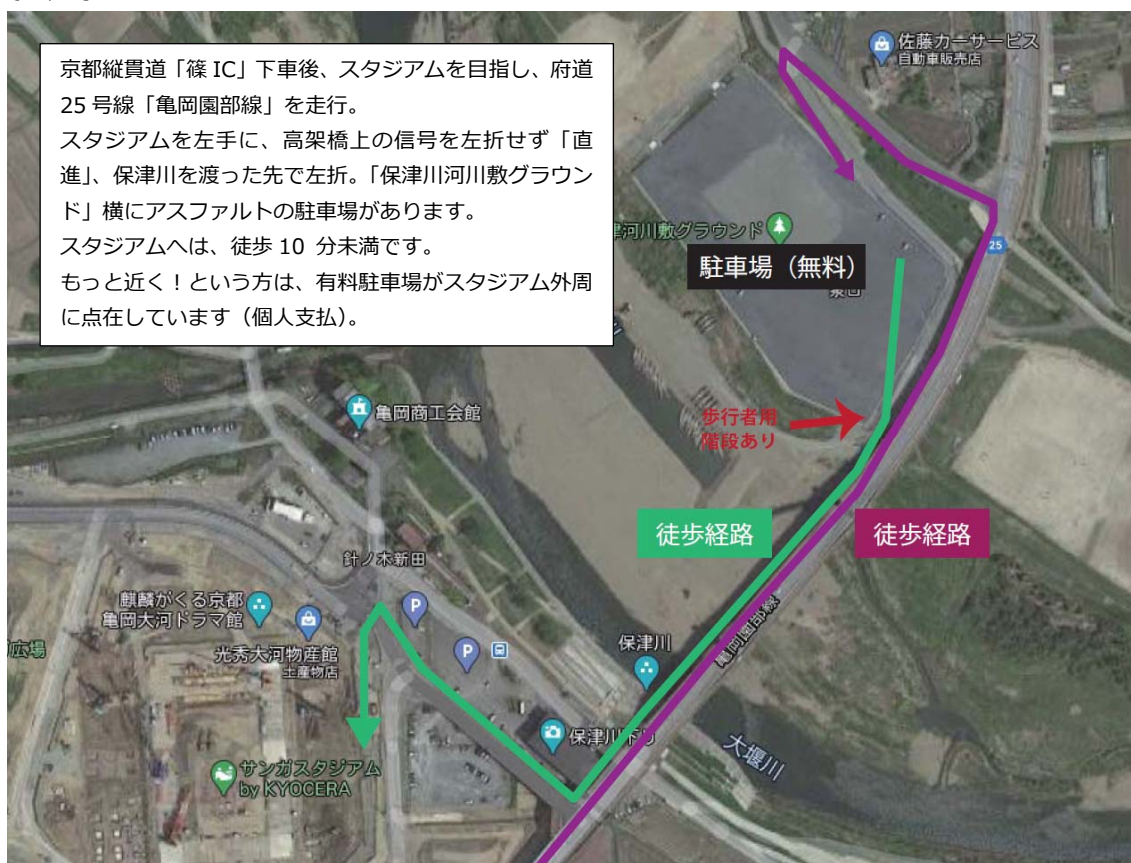 京都縦貫道「篠 IC」下車後、スタジアムを目指し、府道
25 号線「亀岡園部線」を走行。
スタジアムを左手に、高架橋上の信号を左折せず「直
進」、保津川を渡った先で左折。「保津川河川敷グラウン
ド」横にアスファルトの駐車場があります。
スタジアムへは、徒歩 10 分未満です。
もっと近く！という方は、有料駐車場がスタジアム外周
に点在しています（個人支払）。
佐藤カーサービス
自動車販売店
河川敷グラウンド
25
駐車場（無料）
亀岡商工会館
歩行者用
階段あり
徒歩経路
徒歩経路
針ノ木新田
麒麟がくる京都
亀岡大河ドラマ館
P
光秀大河物産館
土産物店
P
広場
保津川
亀岡園部線
保津川下り
大堰川
サンガスタジアム
by KYOCERA